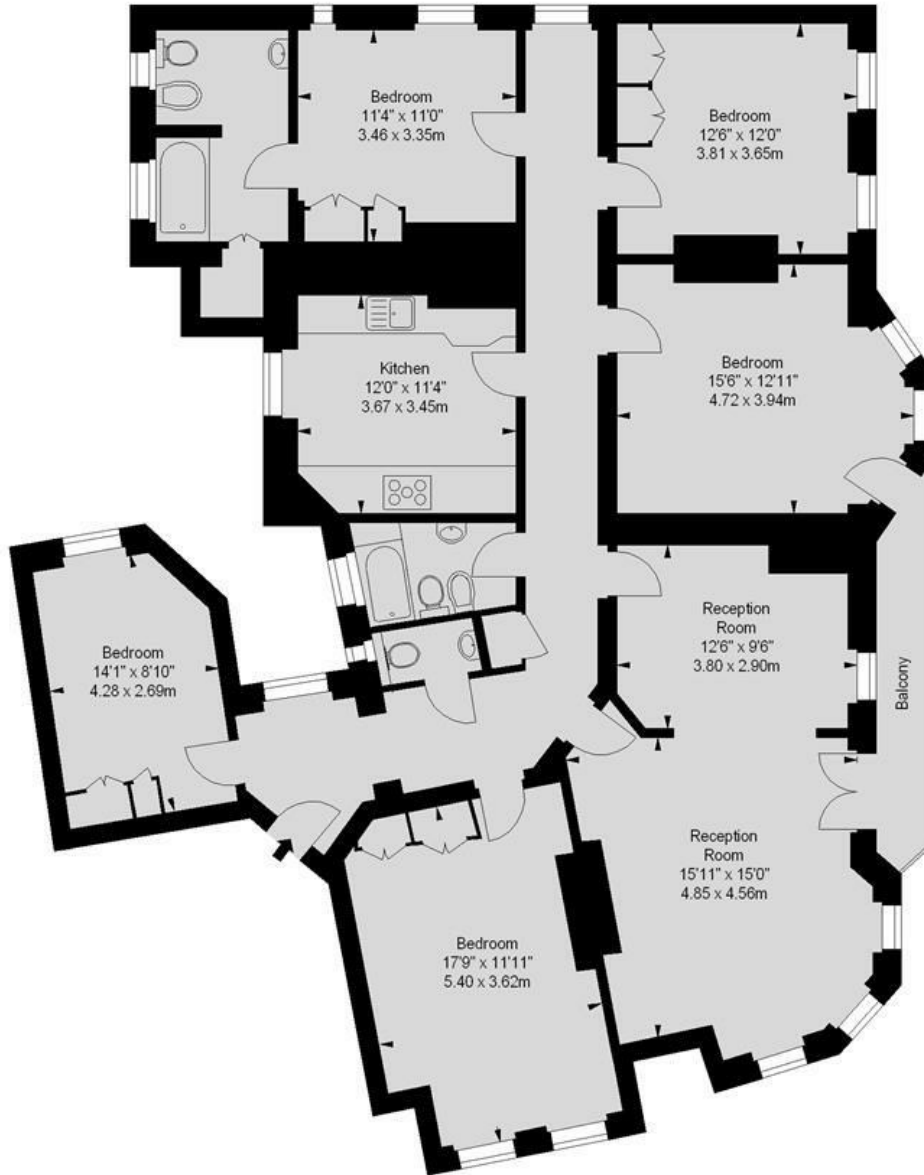 Bedroom
11'4" x 11'0"
3.46 x 3.35m
Bedroom
12'6" x 12'0"
3.81 x 3.65m
Kitchen
12'0" x 11'4"
3.67 x 3.45m
Bedroom
15'6" x 12'11"
4.72 x 3.94m
Bedroom
14'1" x 8'10"
4.28 x 2.69m
Reception
Room
12'6" x 9'6"
3.80 x 2.90m
Balcony
Reception
Room
15'11" x 15'0"
4.85 x 4.56m
Bedroom
17'9" x 11'11"
5.40 x 3.62m